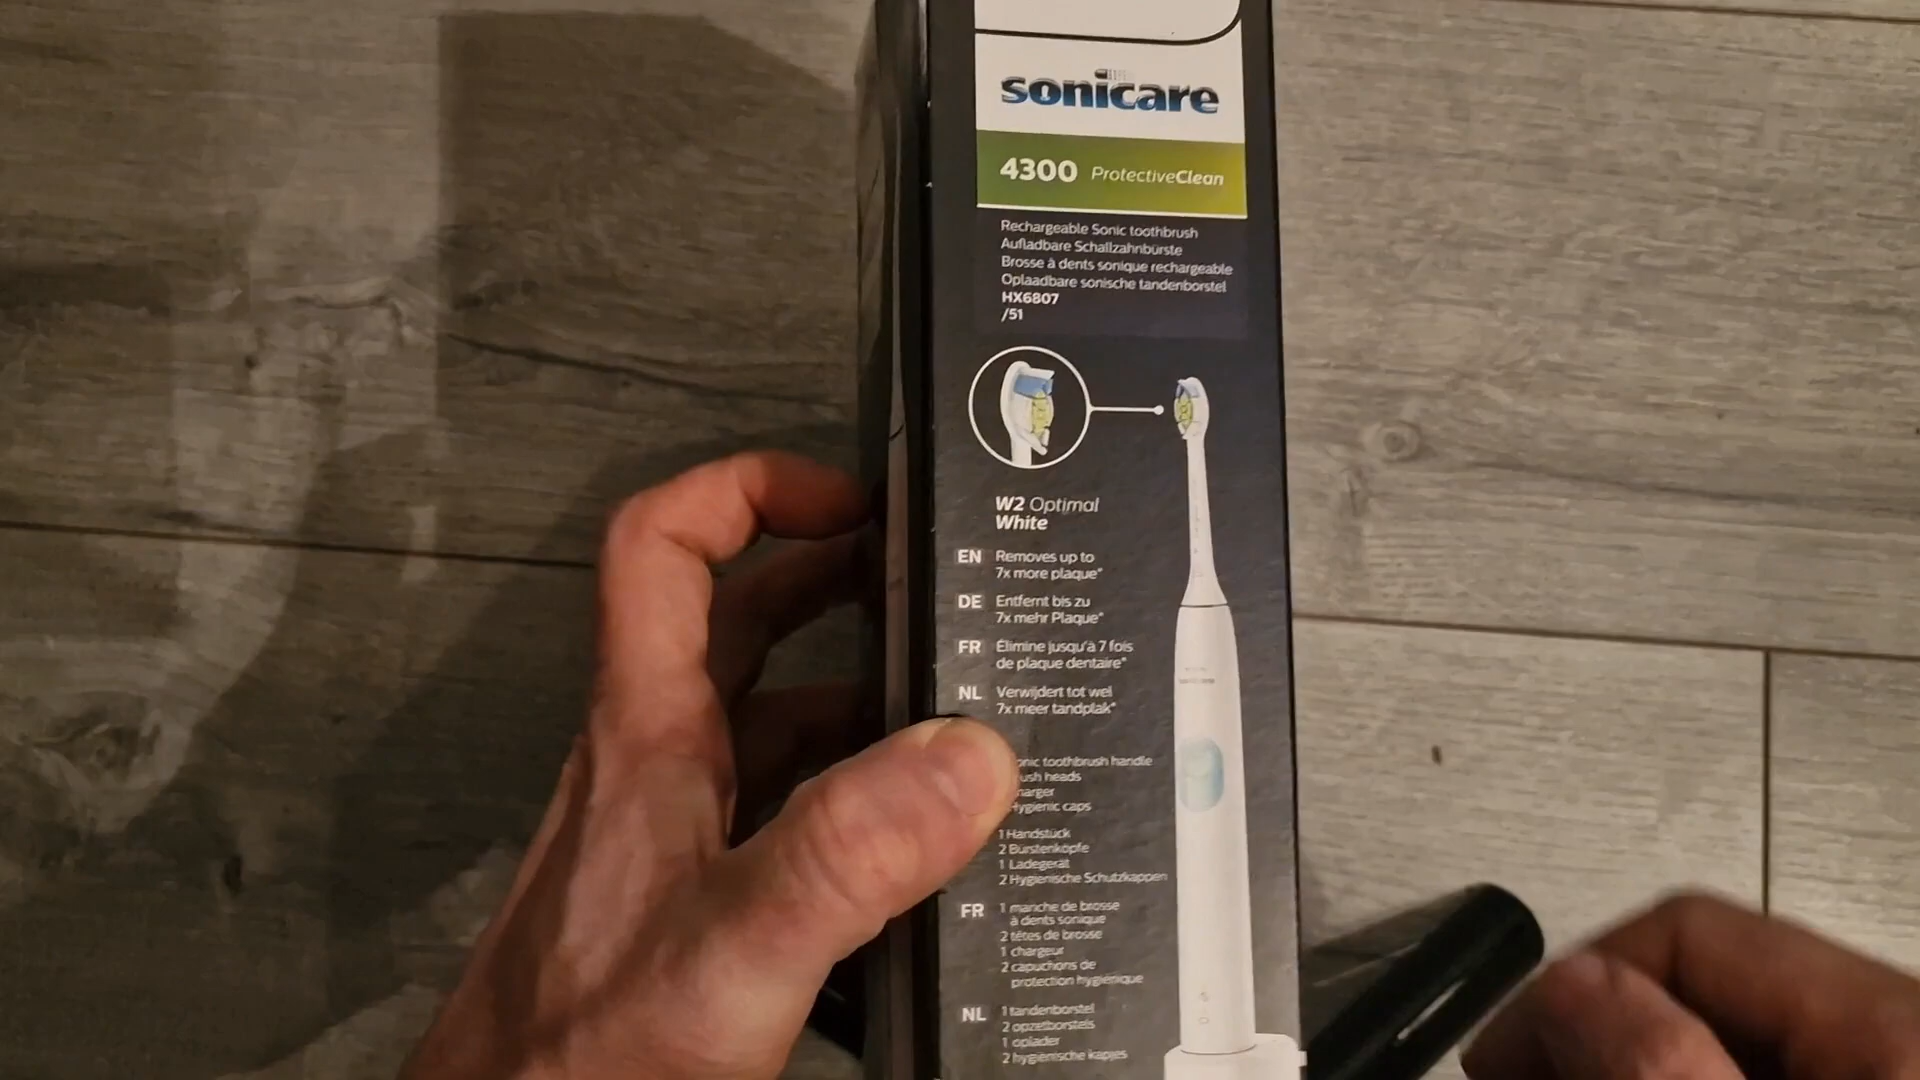 sonicare
4300 ProtectiveClean
Rechargeable Sonic toothbrush
Aufladbare Schallzahnbürste
Brosse à dents sonique rechargeable
Oplaadbare sonische tandenborstel
HX6807
/51
W2 Optimal
White
EN Removes up to
7x more plaque*
DE Entfernt bis zu
7x mehr Plaque*
FR Élimine jusqu'à 7 fois
de plaque dentaire*
NL Verwijdert tot wel
7x meer tandplak*
toothbrush handle
heads
Hygienic caps
1 Handstück
2 Bürstenköpfe
1 Ladegerät
2 Hygienische Schutzkappen
FR 1 manche de brosse
à dents sonique
2 têtes de brosse
1 chargeur
2 capuchons de
protection hygiénique
NL 1 tandenborstel
2 opzetborstels
1 oplader
2 hygiënische kapjes